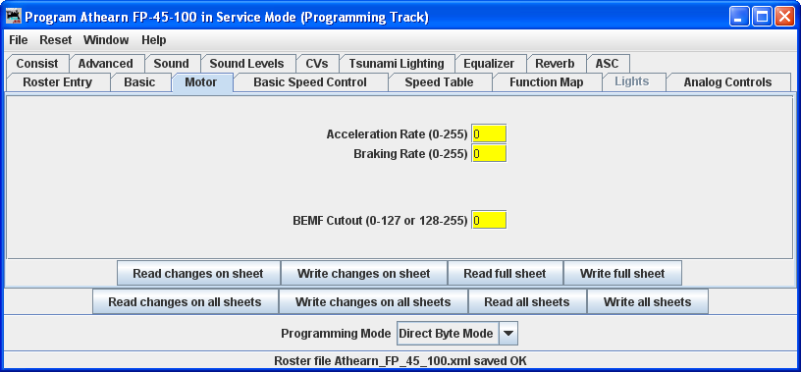 Program Athearn FP-45-100 in Service Mode (Programming Track)
File Reset Window Help
Consist Advanced Sound Sound Levels CVs Tsunami Lighting Equalizer Reverb ASC
Roster Entry Basic Motor Basic Speed Control Speed Table Function Map Lights Analog Controls
Acceleration Rate (0-255) 0
Braking Rate (0-255) 0
BEMF Cutout (0-127 or 128-255) 0
Read changes on sheet Write changes on sheet Read full sheet Write full sheet
Read changes on all sheets Write changes on all sheets Read all sheets Write all sheets
Programming Mode Direct Byte Mode
Roster file Athearn_FP_45_100.xml saved OK